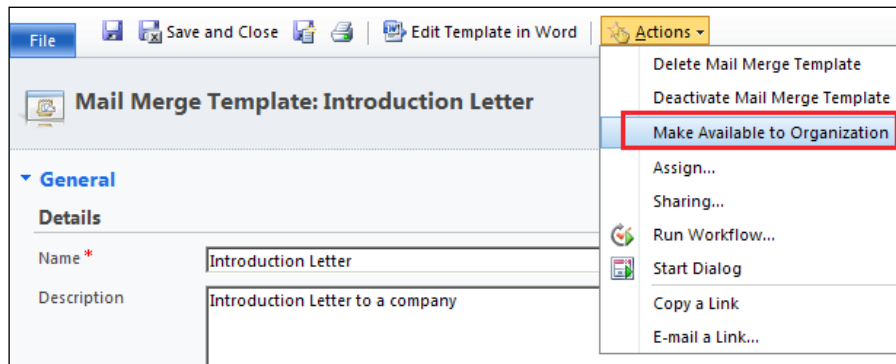 File
Save and Close
Edit Template in Word
Actions
Mail Merge Template: Introduction Letter
General
Details
Name*
Introduction Letter
Description
Introduction Letter to a company
Delete Mail Merge Template
Deactivate Mail Merge Template
Make Available to Organization
Assign...
Sharing...
Run Workflow...
Start Dialog
Copy a Link
E-mail a Link...